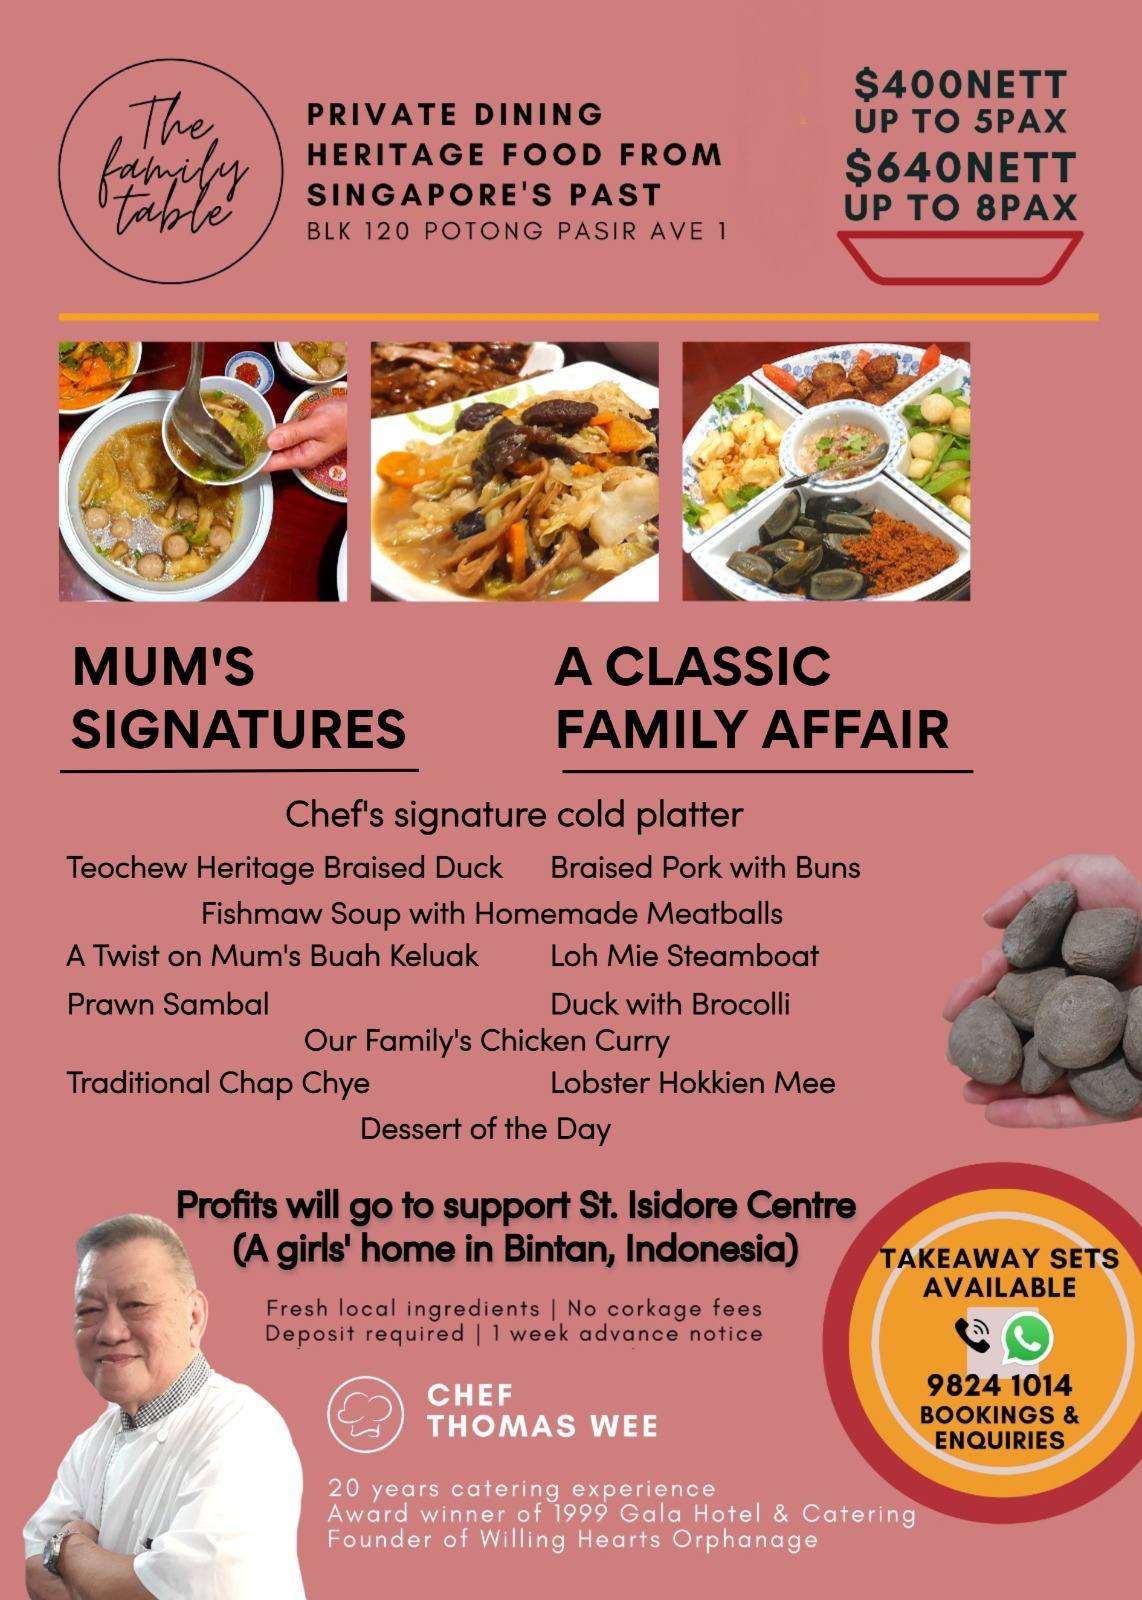 The
family
table
PRIVATE DINING
HERITAGE FOOD FROM
SINGAPORE'S PAST
BLK 120 POTONG PASIR AVE 1
$400NETT
UP TO 5PAX
$640NETT
UP TO 8PAX
MUM'S
SIGNATURES
A CLASSIC
FAMILY AFFAIR
Chef's signature cold platter
Teochew Heritage Braised Duck
Braised Pork with Buns
Fishmaw Soup with Homemade Meatballs
A Twist on Mum's Buah Keluak
Loh Mie Steamboat
Prawn Sambal
Duck with Brocolli
Our Family's Chicken Curry
Traditional Chap Chye
Lobster Hokkien Mee
Dessert of the Day
Profits will go to support St. Isidore Centre
(A girls' home in Bintan, Indonesia)
Fresh local ingredients | No corkage fees
Deposit required | 1 week advance notice
TAKEAWAY SETS
AVAILABLE
9824 1014
BOOKINGS &
ENQUIRIES
CHEF
THOMAS WEE
20 years catering experience
Award winner of 1999 Gala Hotel & Catering
Founder of Willing Hearts Orphanage